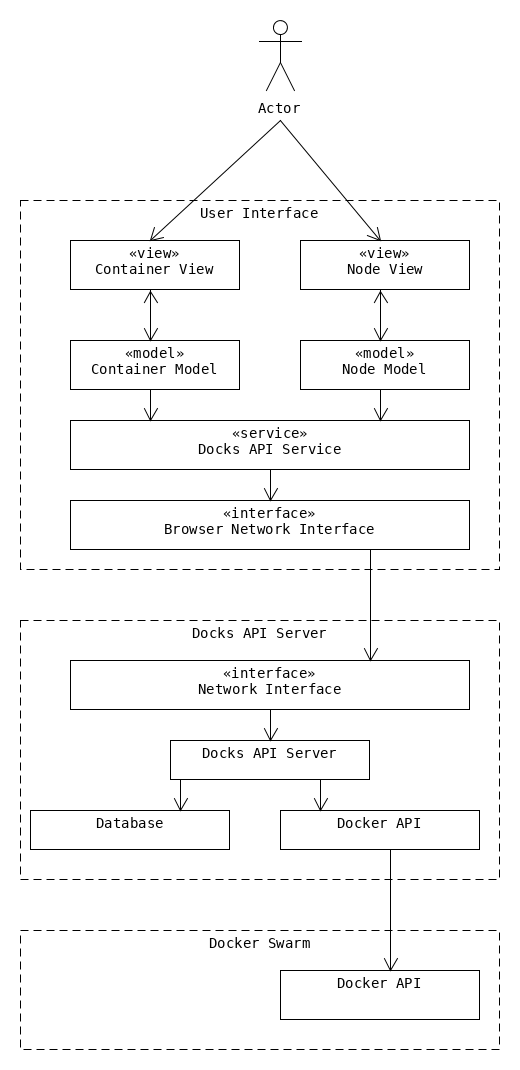 Actor
User Interface
«view»
Container View
«view»
Node View
«model»
Container Model
«model»
Node Model
«service»
Docks API Service
«interface»
Browser Network Interface
Docks API Server
«interface»
Network Interface
Docks API Server
Database
Docker API
Docker Swarm
Docker API